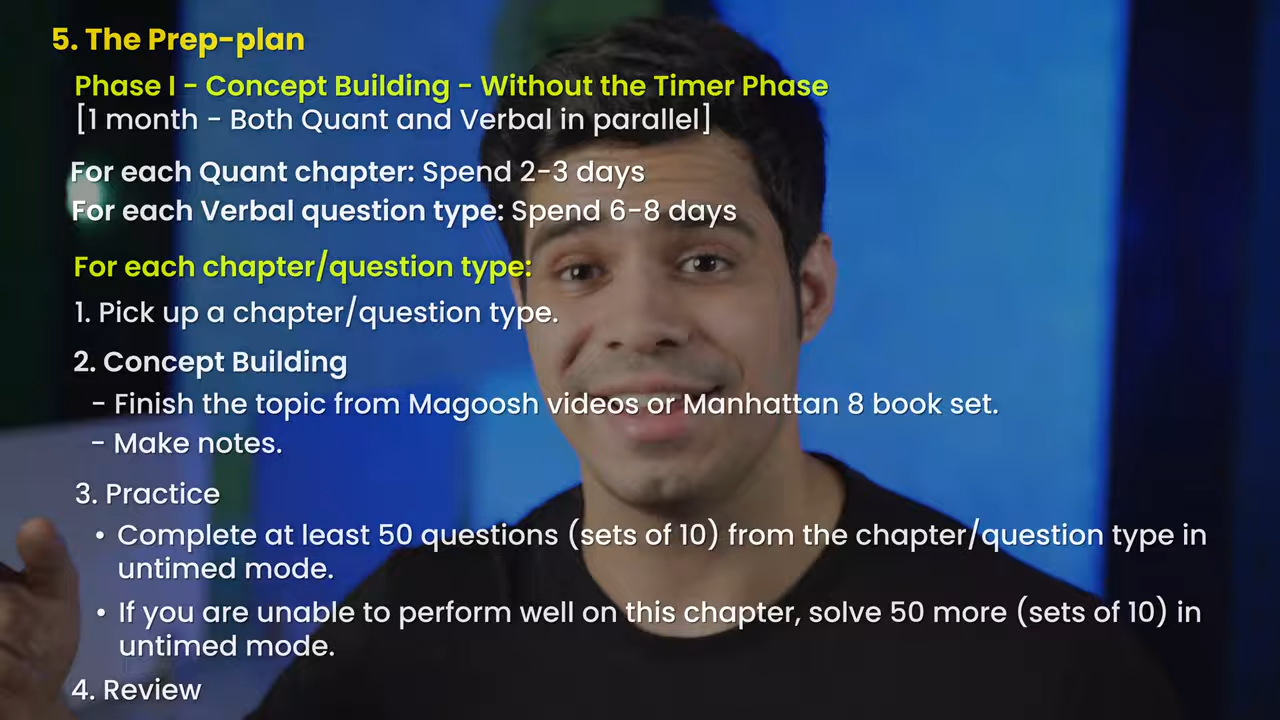 5. The Prep-plan
Phase I - Concept Building - Without the Timer Phase
[1 month - Both Quant and Verbal in parallel]
For each Quant chapter: Spend 2-3 days
For each Verbal question type: Spend 6-8 days
For each chapter/question type:
1. Pick up a chapter/question type.
2. Concept Building
- Finish the topic from Magoosh videos or Manhattan 8 book set.
- Make notes.
3. Practice
• Complete at least 50 questions (sets of 10) from the chapter/question type in
untimed mode.
• If you are unable to perform well on this chapter, solve 50 more (sets of 10) in
untimed mode.
4. Review